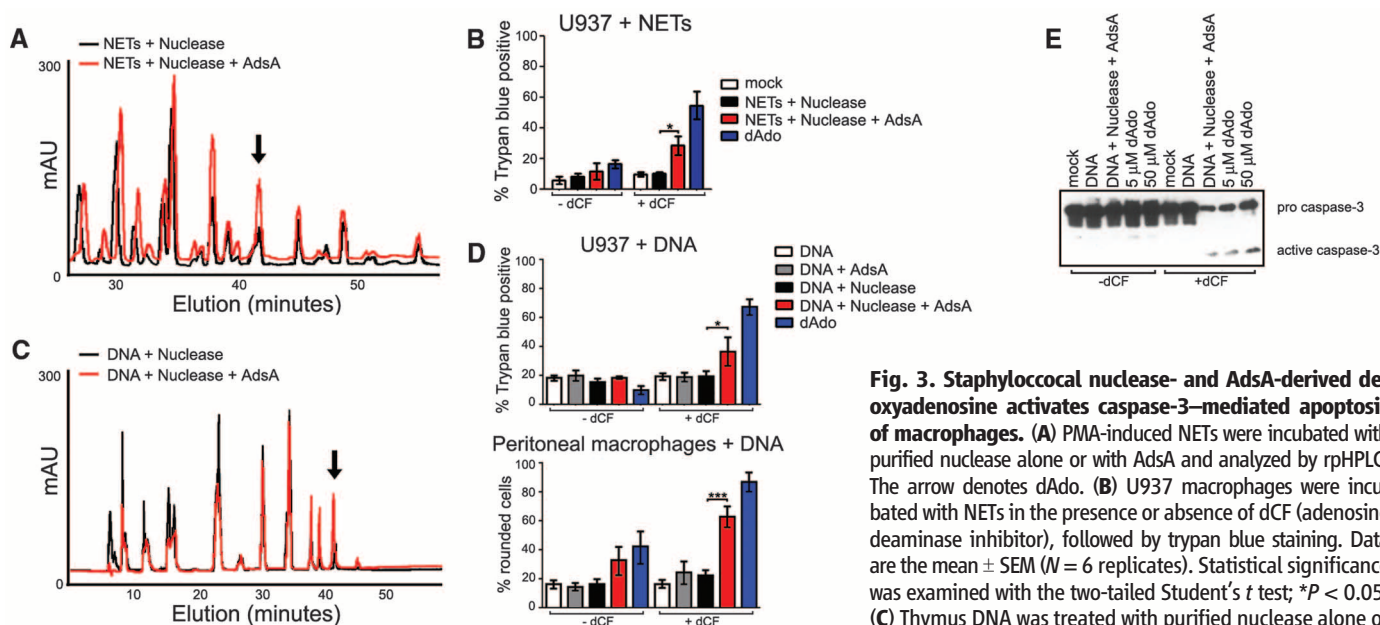 A
NETs + Nuclease
NETs + Nuclease + AdsA
300
mAU
0
30
40
50
Elution (minutes)
B
U937 + NETs
% Trypan blue positive
100
80
60
40
20
0
*
- dCF
+ dCF
mock
NETs + Nuclease
NETs + Nuclease + AdsA
dAdo
C
DNA + Nuclease
DNA + Nuclease + AdsA
300
mAU
0
10
20
30
40
50
Elution (minutes)
D
U937 + DNA
% Trypan blue positive
100
80
60
40
20
0
*
- dCF
+ dCF
DNA
DNA + AdsA
DNA + Nuclease
DNA + Nuclease + AdsA
dAdo
Peritoneal macrophages + DNA
% rounded cells
100
80
60
40
20
0
***
- dCF
+ dCF
E
mock
DNA
DNA + Nuclease + AdsA
5 µM dAdo
50 µM dAdo
mock
DNA
DNA + Nuclease + AdsA
5 µM dAdo
50 µM dAdo
pro caspase-3
active caspase-3
-dCF
+dCF
Fig. 3. Staphyloccocal nuclease- and AdsA-derived de
oxyadenosine activates caspase-3–mediated apoptosi
of macrophages. (A) PMA-induced NETs were incubated with
purified nuclease alone or with AdsA and analyzed by rpHPLC
The arrow denotes dAdo. (B) U937 macrophages were incu
bated with NETs in the presence or absence of dCF (adenosin
deaminase inhibitor), followed by trypan blue staining. Dat
are the mean ± SEM (N = 6 replicates). Statistical significanc
was examined with the two-tailed Student's t test; *P < 0.05
(C) Thymus DNA was treated with purified nuclease alone o